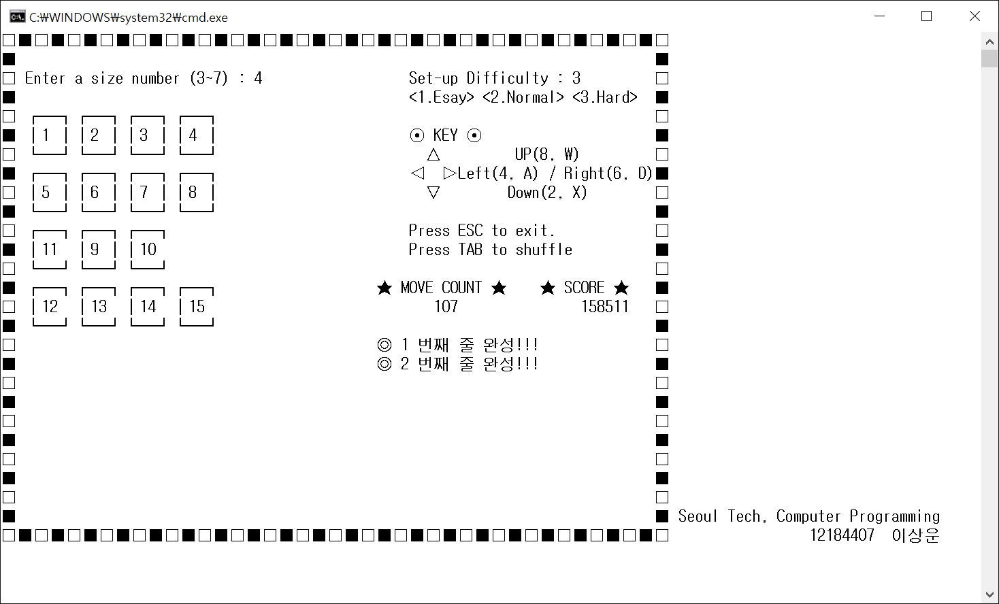 C:₩WINDOWS₩system32₩cmd.exe
Enter a size number (3~7) : 4
Set-up Difficulty : 3
<1.Esay> <2.Normal> <3.Hard>
1 2 3 4
⊙ KEY ⊙
△ UP(8, W)
◁ ▷Left(4, A) / Right(6, D)
5 6 7 8
▽ Down(2, X)
Press ESC to exit.
11 9 10
Press TAB to shuffle
★ MOVE COUNT ★ ★ SCORE ★
12 13 14 15
107 158511
◎ 1 번째 줄 완성!!!
◎ 2 번째 줄 완성!!!
Seoul Tech, Computer Programming
12184407 이상운